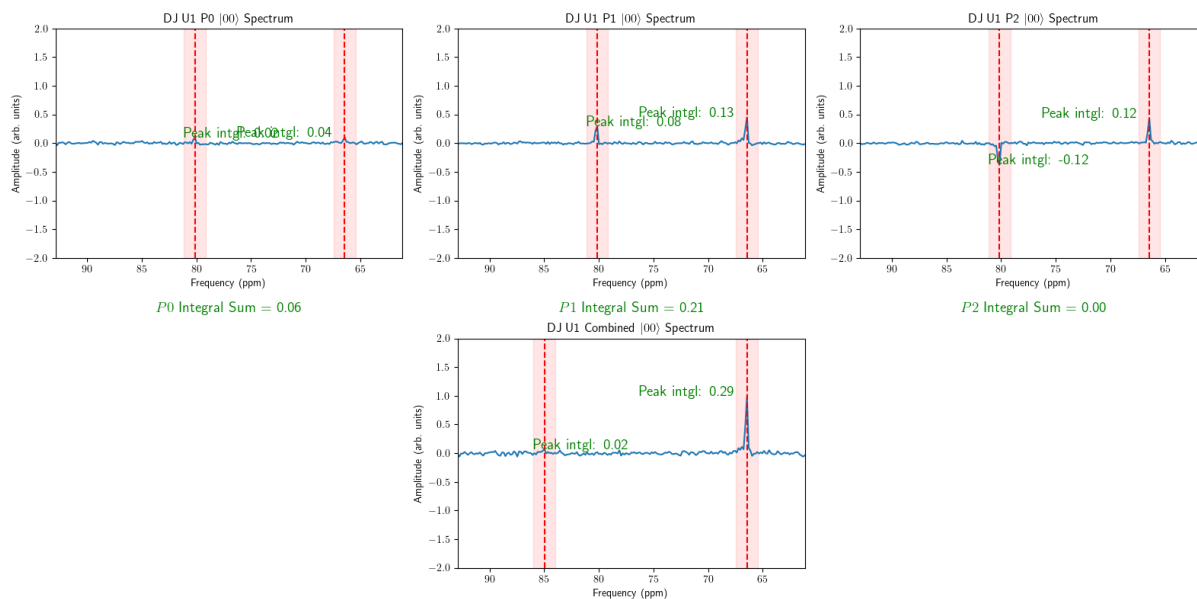 DJ U1 P0 |00⟩ Spectrum
2.0
1.5
1.0
0.5
0.0
−0.5
−1.0
−1.5
−2.0
Amplitude (arb. units)
Peak intgl: 0.02
Peak intgl: 0.04
90 85 80 75 70 65
Frequency (ppm)
P0 Integral Sum = 0.06
DJ U1 P1 |00⟩ Spectrum
2.0
1.5
1.0
0.5
0.0
−0.5
−1.0
−1.5
−2.0
Amplitude (arb. units)
Peak intgl: 0.13
Peak intgl: 0.08
90 85 80 75 70 65
Frequency (ppm)
P1 Integral Sum = 0.21
DJ U1 P2 |00⟩ Spectrum
2.0
1.5
1.0
0.5
0.0
−0.5
−1.0
−1.5
−2.0
Amplitude (arb. units)
Peak intgl: 0.12
Peak intgl: -0.12
90 85 80 75 70 65
Frequency (ppm)
P2 Integral Sum = 0.00
DJ U1 Combined |00⟩ Spectrum
2.0
1.5
1.0
0.5
0.0
−0.5
−1.0
−1.5
−2.0
Amplitude (arb. units)
Peak intgl: 0.29
Peak intgl: 0.02
90 85 80 75 70 65
Frequency (ppm)